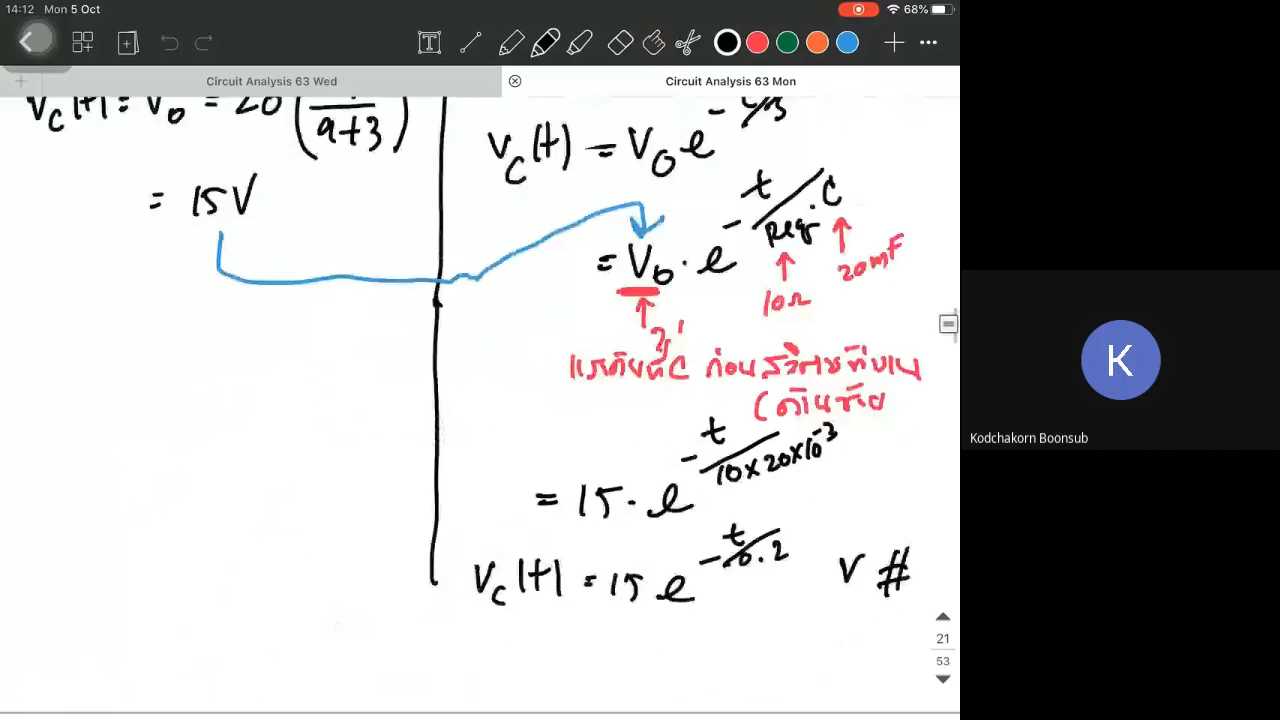 14:12 Mon 5 Oct
68%
Circuit Analysis 63 Wed
Circuit Analysis 63 Mon
Vc(t) = V0 = 20 (9/9+3)
= 15V
Vc(t) = V0 e^-t/τ
= V0 · e^-t/Req·C
20mF
10Ω
ก่อนสวิตช์
= 15 · e^-t/10×20×10^-3
Vc(t) = 15 e^-t/0.2 V #
21
53
K
Kodchakorn Boonsub